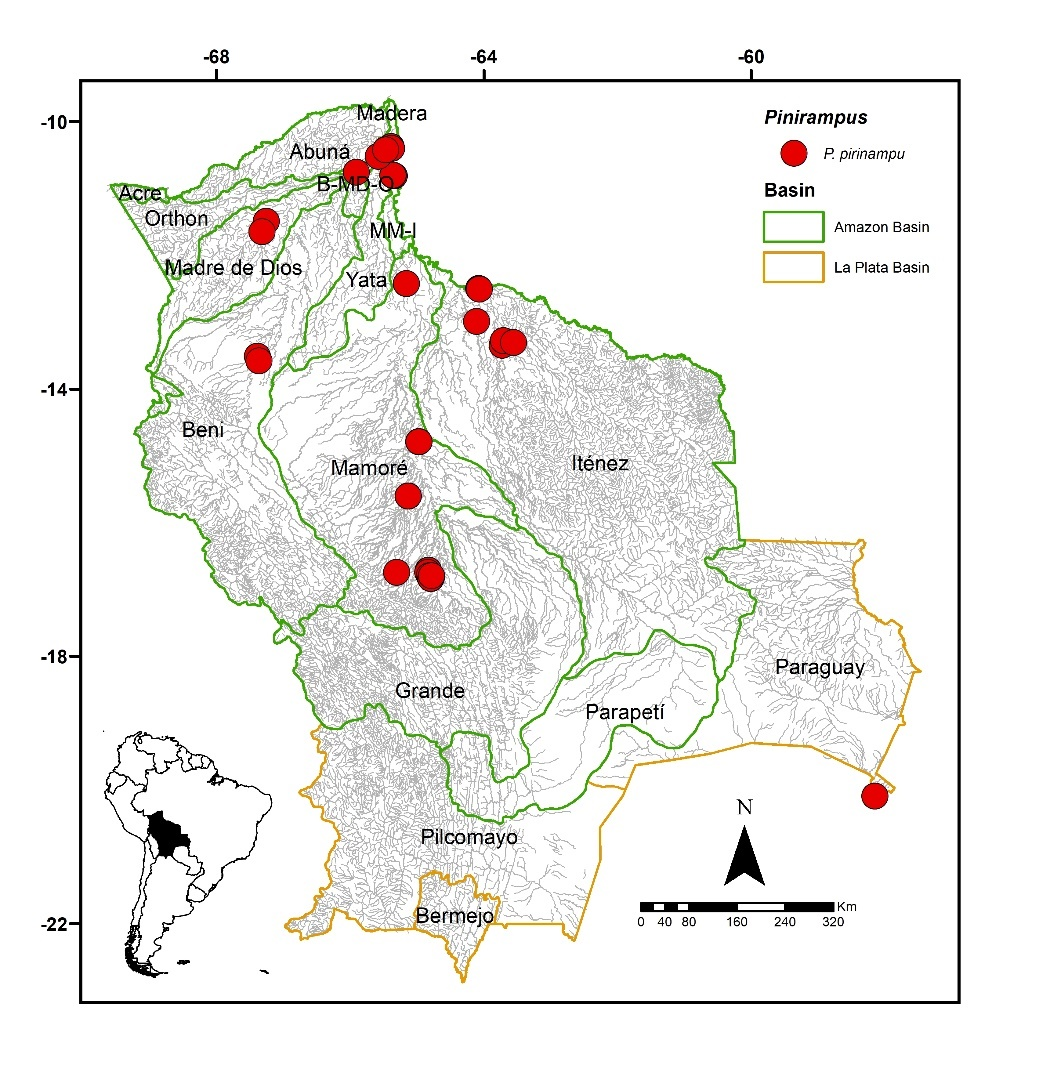 -68 -64 -60
-10
-14
-18
-22
Madera
Abuná
B-MD-O
Acre
Orthon
MM-I
Madre de Dios
Yata
Beni
Mamoré
Iténez
Grande
Paraguay
Parapetí
Pilcomayo
Bermejo
Pinirampus
P. pirinampu
Basin
Amazon Basin
La Plata Basin
N
Km
0 40 80 160 240 320